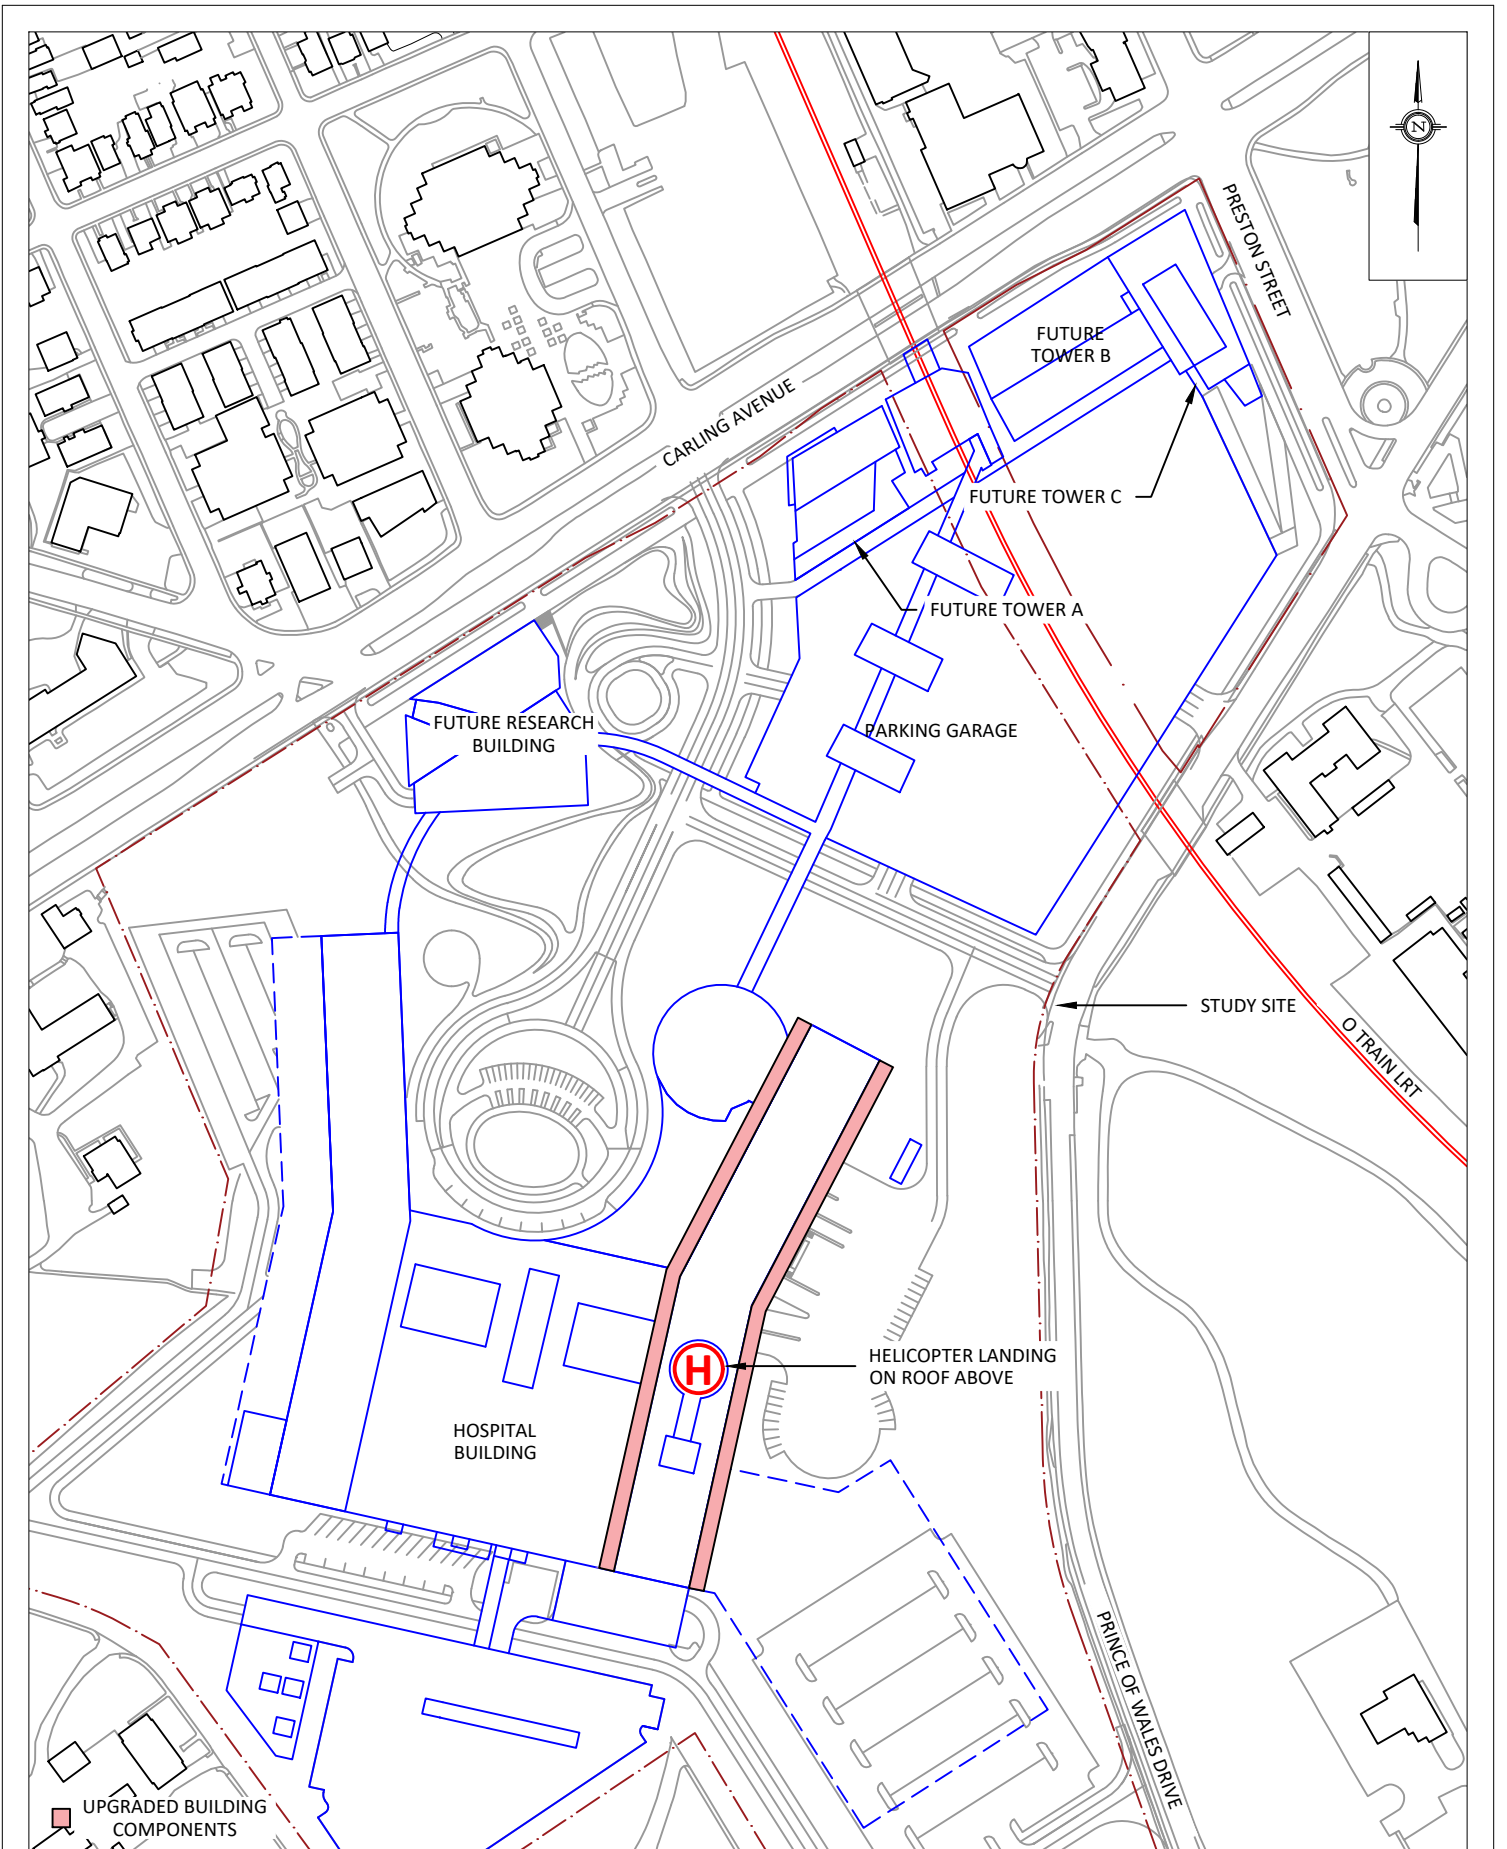 N
PRESTON STREET
FUTURE
TOWER B
CARLING AVENUE
FUTURE TOWER C
FUTURE TOWER A
FUTURE RESEARCH
BUILDING
PARKING GARAGE
STUDY SITE
O TRAIN LRT
HELICOPTER LANDING
ON ROOF ABOVE
H
HOSPITAL
BUILDING
PRINCE OF WALES DRIVE
UPGRADED BUILDING
COMPONENTS